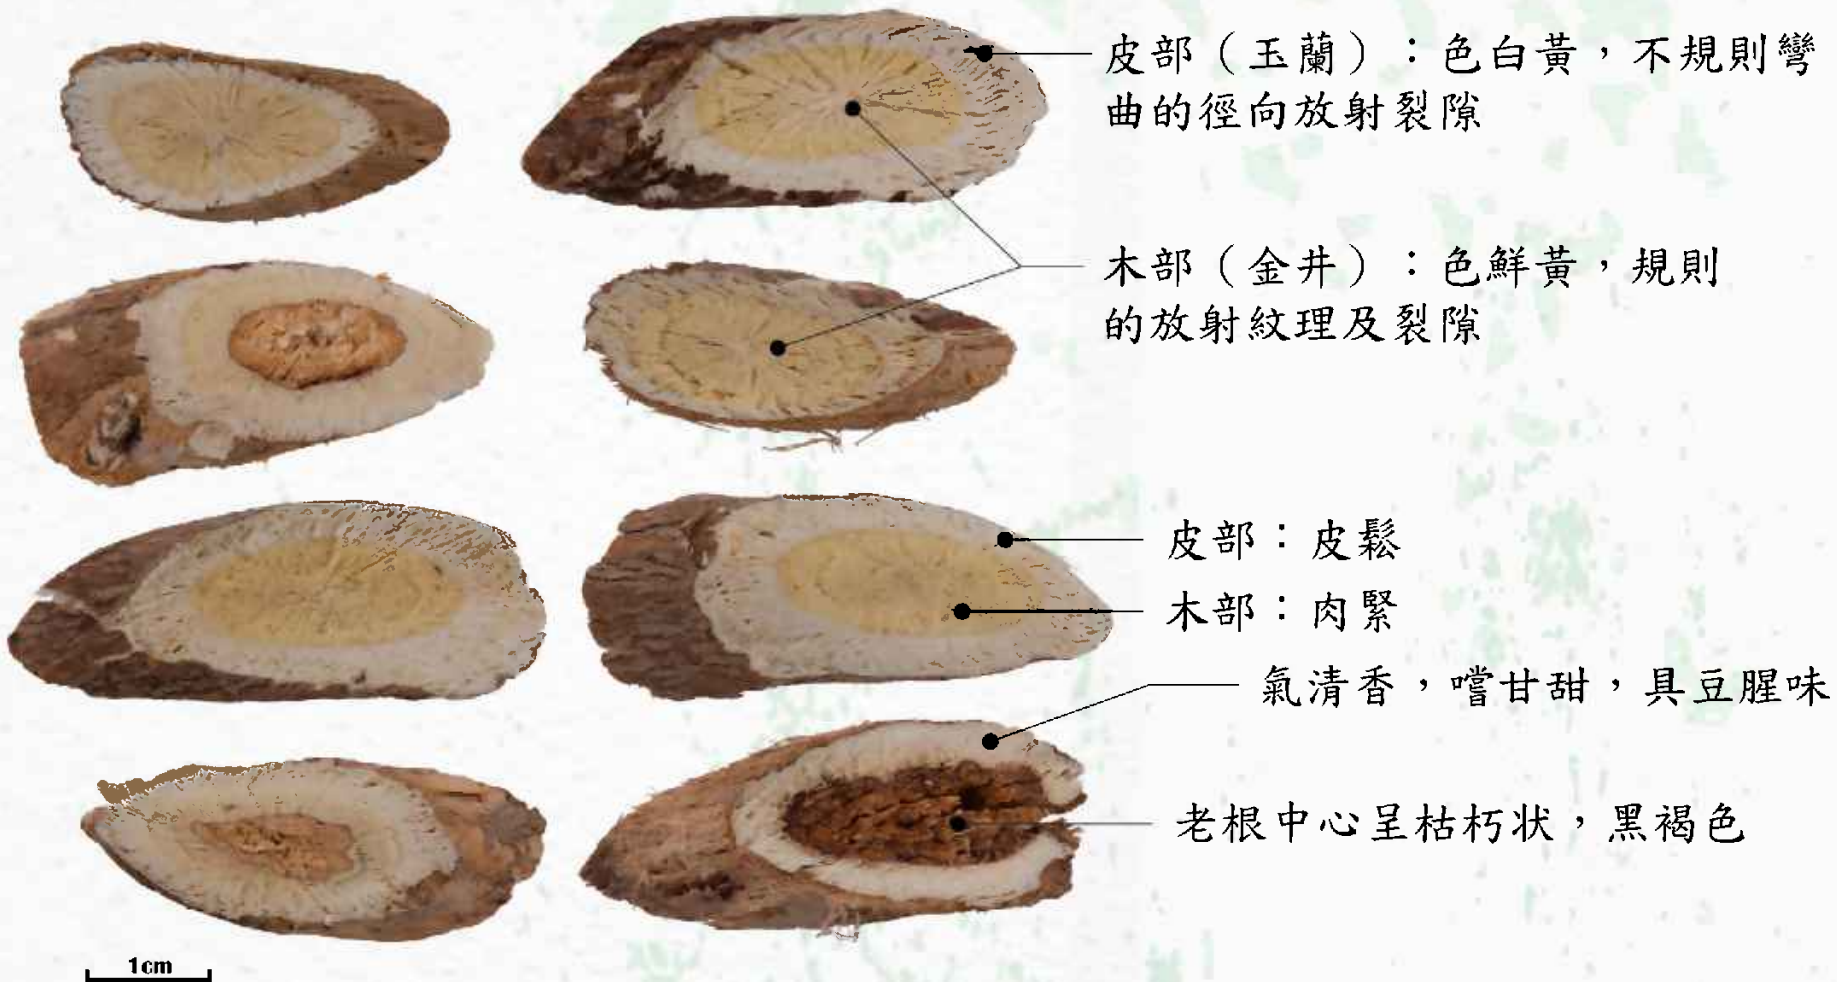 皮部（玉蘭）：色白黃，不規則彎
曲的徑向放射裂隙
木部（金井）：色鮮黃，規則
的放射紋理及裂隙
皮部：皮鬆
木部：肉緊
氣清香，嚐甘甜，具豆腥味
老根中心呈枯朽状，黑褐色
1cm